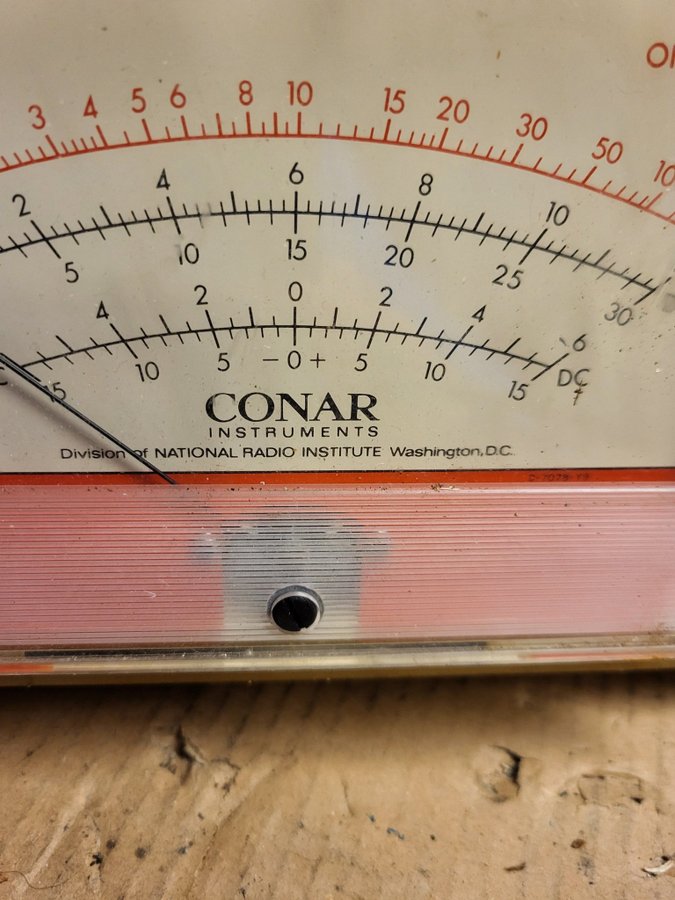 3 4 5 6 8 10 15 20 30 50
2 4 6 8 10
5 10 15 20 25 30
4 2 0 2 4 6
15 10 5 -0+ 5 10 15 DC
CONAR
INSTRUMENTS
Division of NATIONAL RADIO INSTITUTE Washington, D.C.